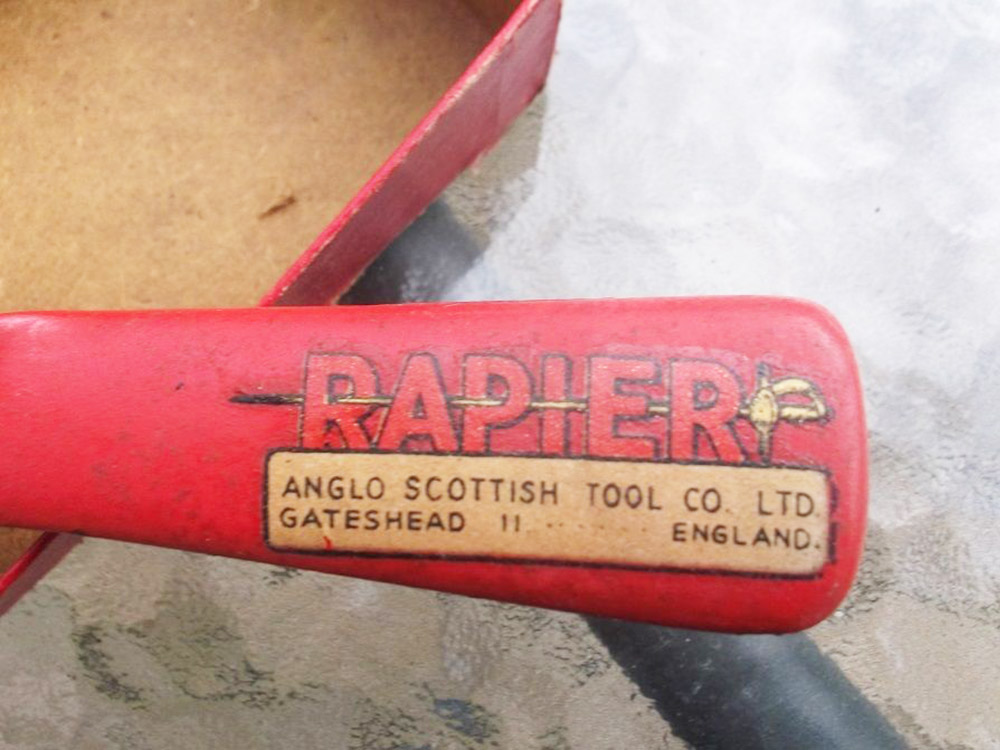 RAPIER
ANGLO SCOTTISH TOOL CO. LTD.
GATESHEAD 11 ENGLAND.